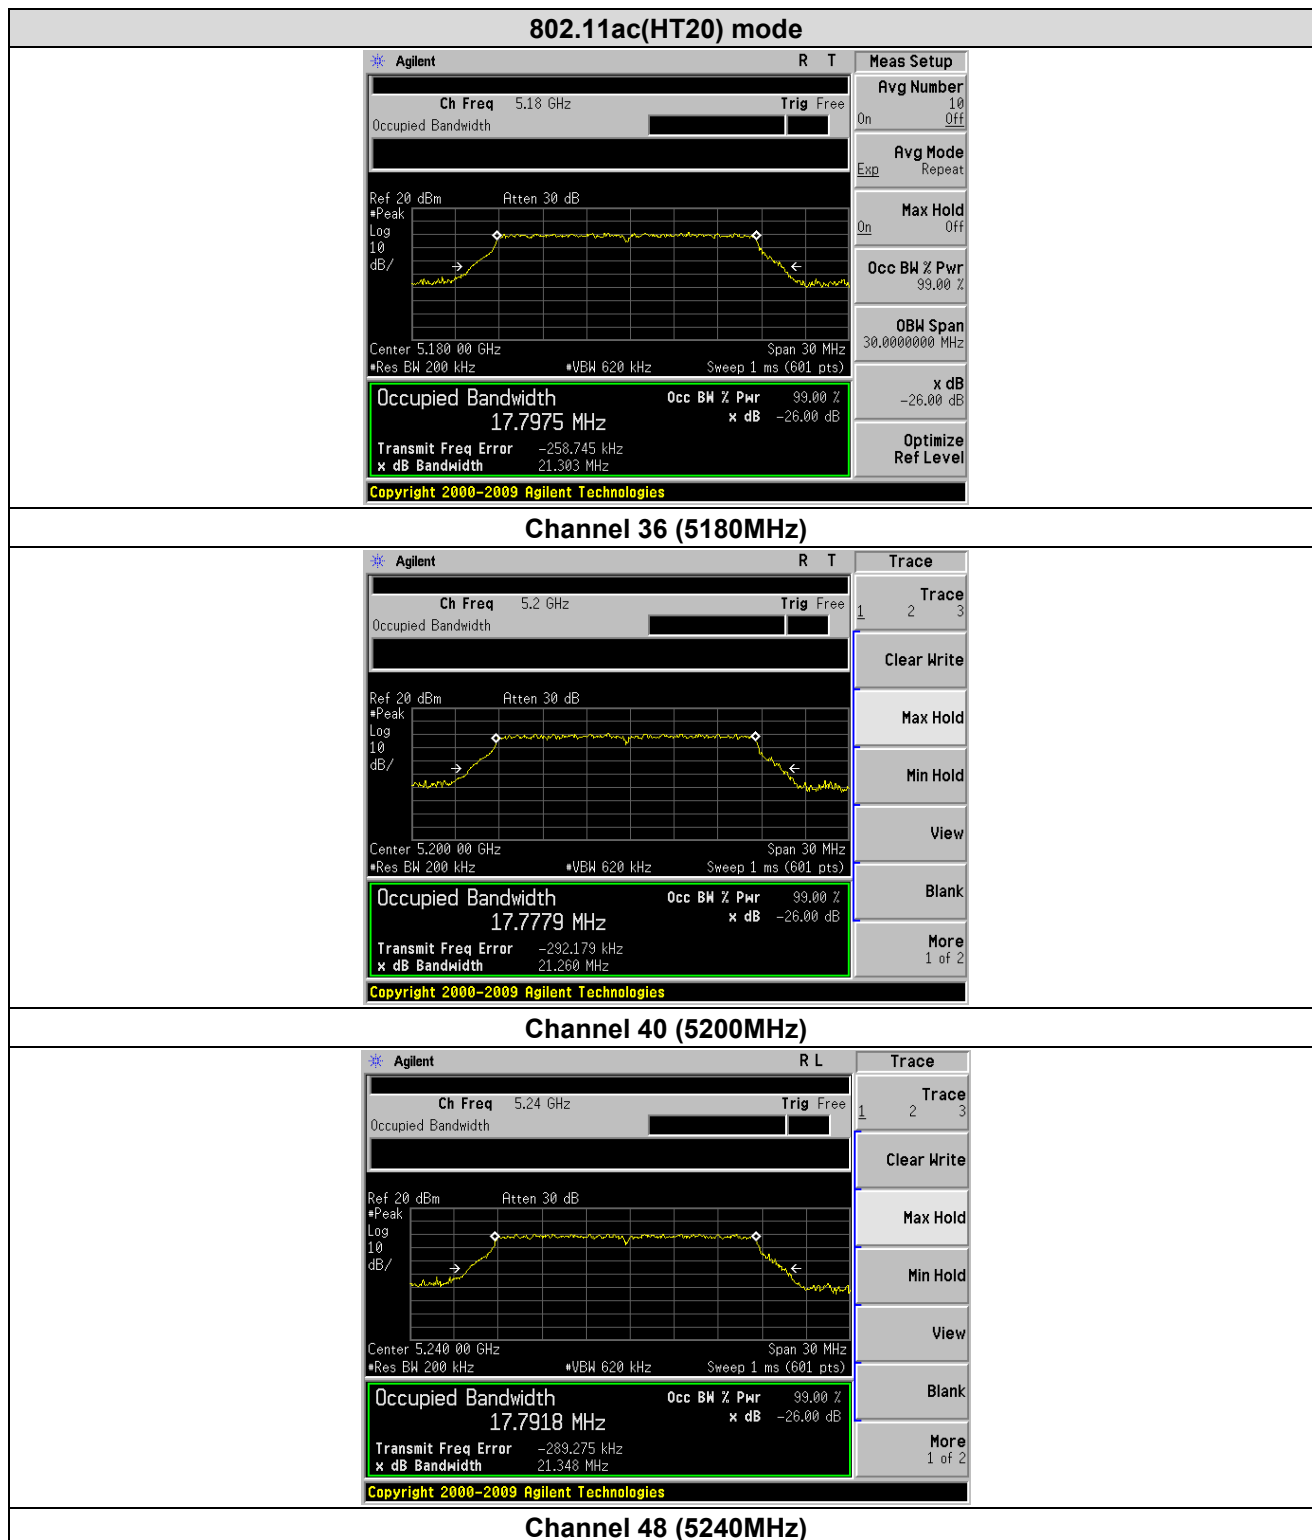 802.11ac(HT20) mode
Agilent R T Meas Setup
Ch Freq 5.18 GHz Trig Free
Occupied Bandwidth
Avg Number
10
On Off
Avg Mode
Exp Repeat
Max Hold
On Off
Occ BW % Pwr
99.00 %
OBW Span
30.0000000 MHz
x dB
-26.00 dB
Optimize
Ref Level
Ref 20 dBm Atten 30 dB
#Peak
Log
10
dB/
Center 5.180 00 GHz Span 30 MHz
#Res BW 200 kHz #VBW 620 kHz Sweep 1 ms (601 pts)
Occupied Bandwidth Occ BW % Pwr 99.00 %
17.7975 MHz x dB -26.00 dB
Transmit Freq Error -258.745 kHz
x dB Bandwidth 21.303 MHz
Copyright 2000-2009 Agilent Technologies
Channel 36 (5180MHz)
Agilent R T Trace
Ch Freq 5.2 GHz Trig Free
Occupied Bandwidth
Trace
1 2 3
Clear Write
Max Hold
Min Hold
View
Blank
More
1 of 2
Ref 20 dBm Atten 30 dB
#Peak
Log
10
dB/
Center 5.200 00 GHz Span 30 MHz
#Res BW 200 kHz #VBW 620 kHz Sweep 1 ms (601 pts)
Occupied Bandwidth Occ BW % Pwr 99.00 %
17.7779 MHz x dB -26.00 dB
Transmit Freq Error -292.179 kHz
x dB Bandwidth 21.260 MHz
Copyright 2000-2009 Agilent Technologies
Channel 40 (5200MHz)
Agilent R L Trace
Ch Freq 5.24 GHz Trig Free
Occupied Bandwidth
Trace
1 2 3
Clear Write
Max Hold
Min Hold
View
Blank
More
1 of 2
Ref 20 dBm Atten 30 dB
#Peak
Log
10
dB/
Center 5.240 00 GHz Span 30 MHz
#Res BW 200 kHz #VBW 620 kHz Sweep 1 ms (601 pts)
Occupied Bandwidth Occ BW % Pwr 99.00 %
17.7918 MHz x dB -26.00 dB
Transmit Freq Error -289.275 kHz
x dB Bandwidth 21.348 MHz
Copyright 2000-2009 Agilent Technologies
Channel 48 (5240MHz)